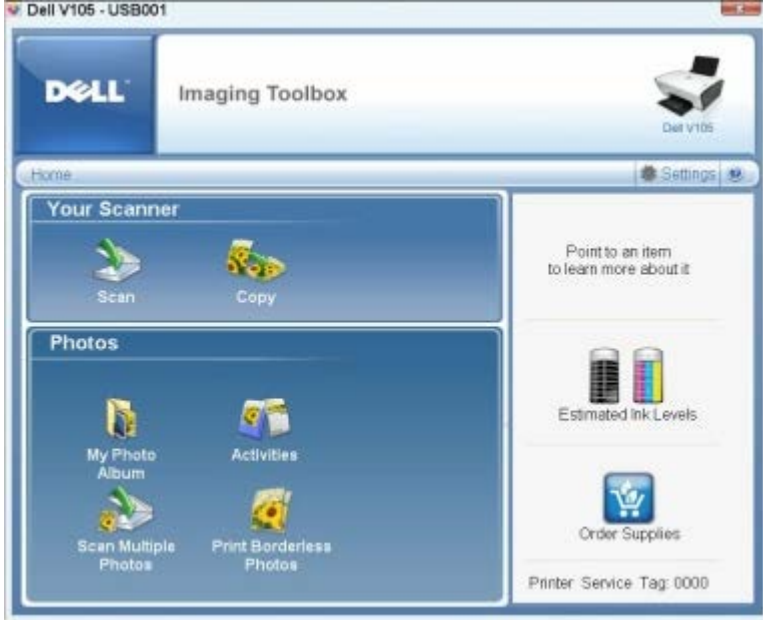 Dell V105 - USB001
DELL
Imaging Toolbox
Dell V105
Home
Settings
?
Your Scanner
Scan
Copy
Point to an item
to learn more about it
Photos
My Photo
Album
Activities
Scan Multiple
Photos
Print Borderless
Photos
Estimated Ink Levels
Order Supplies
Printer Service Tag: 0000